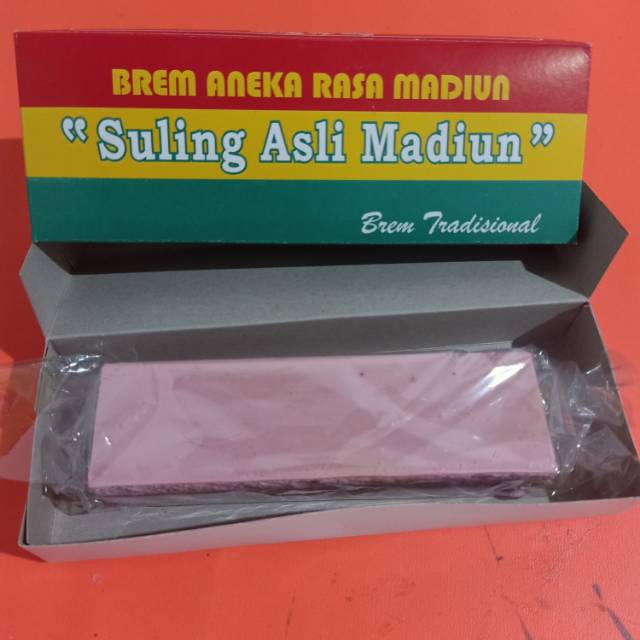 BREM ANEKA RASA MADIUN
“Suling Asli Madiun”
Brem Tradisional